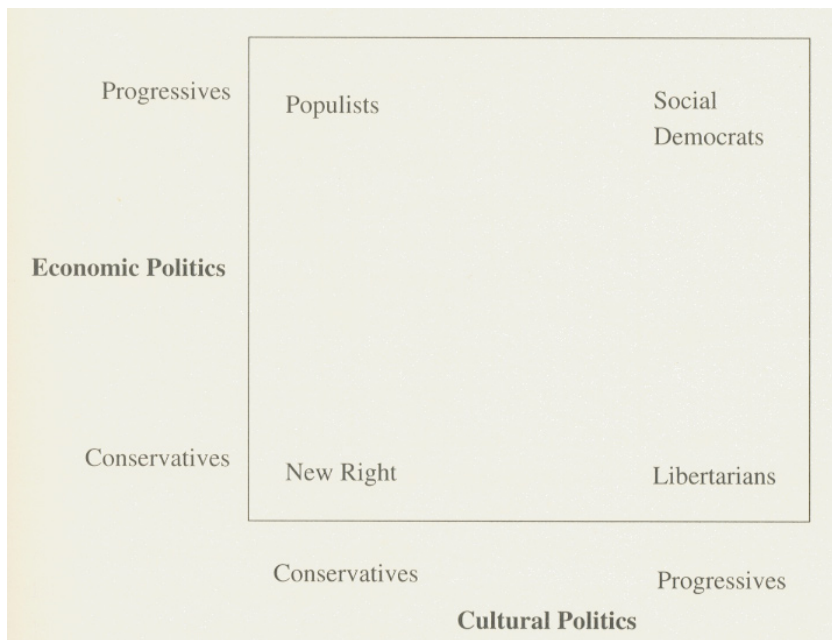 Progressives
Populists
Social
Democrats
Economic Politics
Conservatives
New Right
Libertarians
Conservatives
Progressives
Cultural Politics